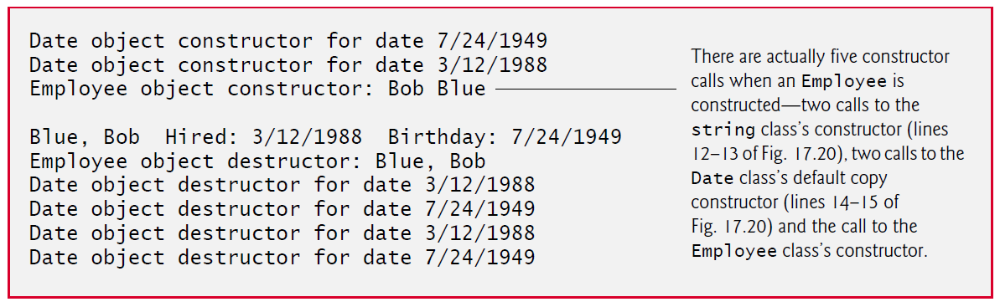 Date object constructor for date 7/24/1949
Date object constructor for date 3/12/1988
Employee object constructor: Bob Blue
Blue, Bob  Hired: 3/12/1988  Birthday: 7/24/1949
Employee object destructor: Blue, Bob
Date object destructor for date 3/12/1988
Date object destructor for date 7/24/1949
Date object destructor for date 3/12/1988
Date object destructor for date 7/24/1949
There are actually five constructor
calls when an Employee is
constructed—two calls to the
string class's constructor (lines
12–13 of Fig. 17.20), two calls to the
Date class's default copy
constructor (lines 14–15 of
Fig. 17.20) and the call to the
Employee class's constructor.